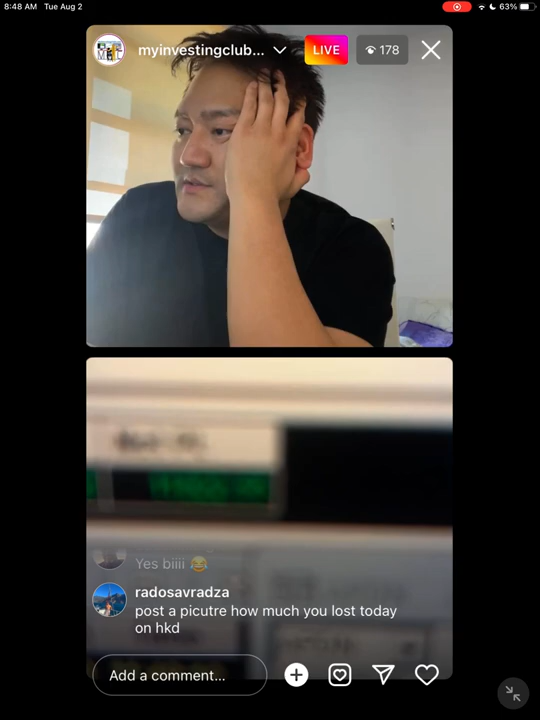 8:48 AM Tue Aug 2
63%
myinvestingclub...
LIVE
178
Yes biiii 😂
radosavradza
post a picutre how much you lost today
on hkd
Add a comment...